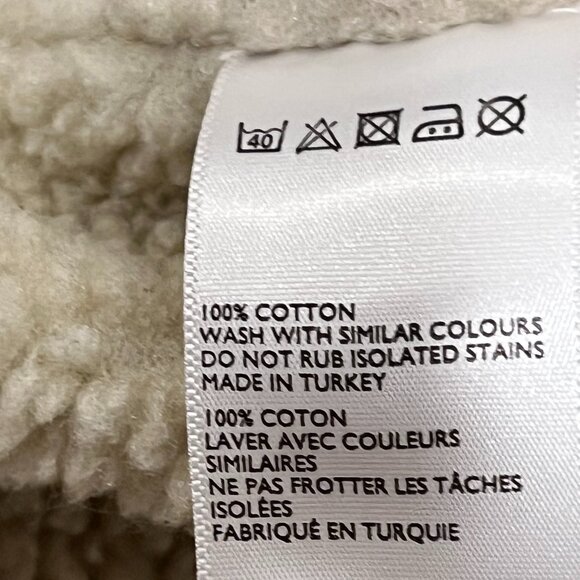 40
100% COTTON
WASH WITH SIMILAR COLOURS
DO NOT RUB ISOLATED STAINS
MADE IN TURKEY
100% COTON
LAVER AVEC COULEURS
SIMILAIRES
NE PAS FROTTER LES TÂCHES
ISOLÉES
FABRIQUÉ EN TURQUIE